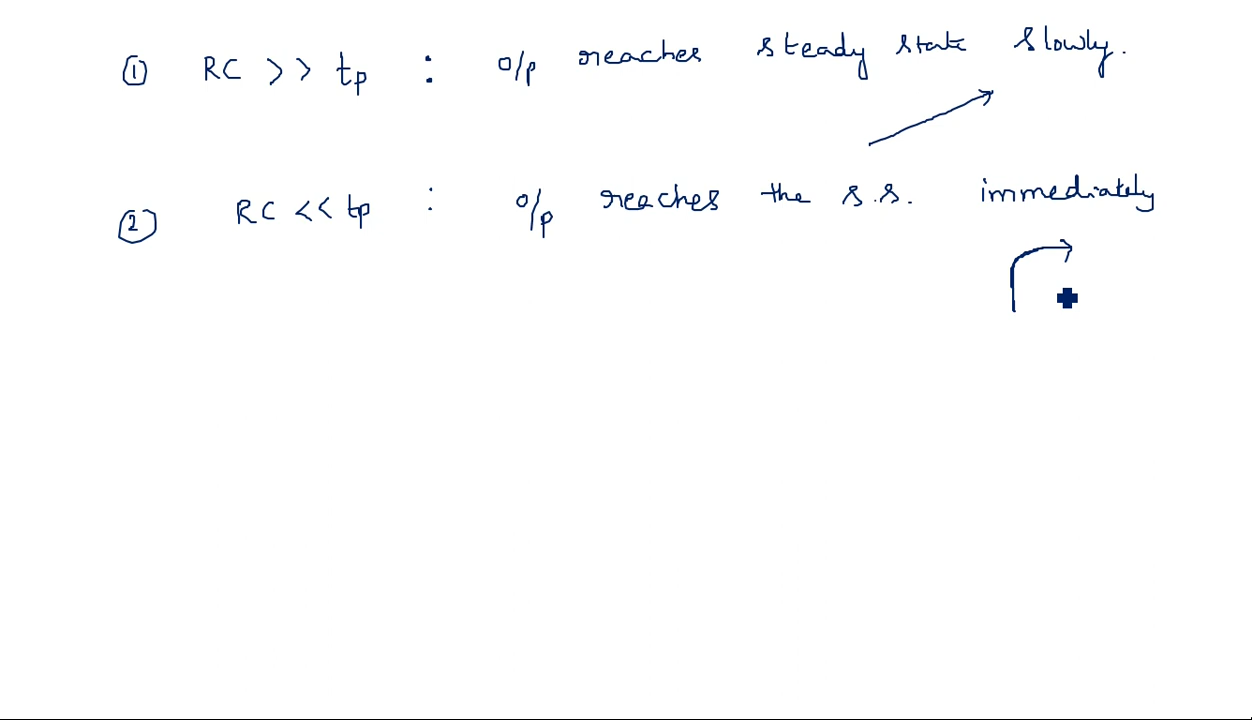 ① RC >> tp : o/p reaches steady state slowly.
② RC << tp : o/p reaches the s.s. immediately